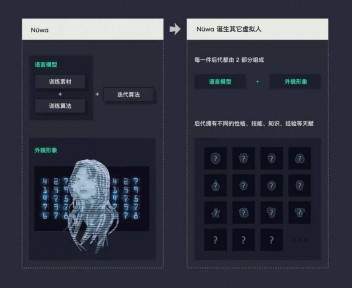 Nüwa
语言模型
训练素材
+
训练算法
+
迭代算法
外貌形象
Nüwa 诞生其它虚拟人
每一件后代都由 2 部分组成
语言模型
+
外貌形象
后代拥有不同的性格、技能、知识、经验等天赋
? ? ? ?
? ? ? ?
? ? ? ?
? ? ?